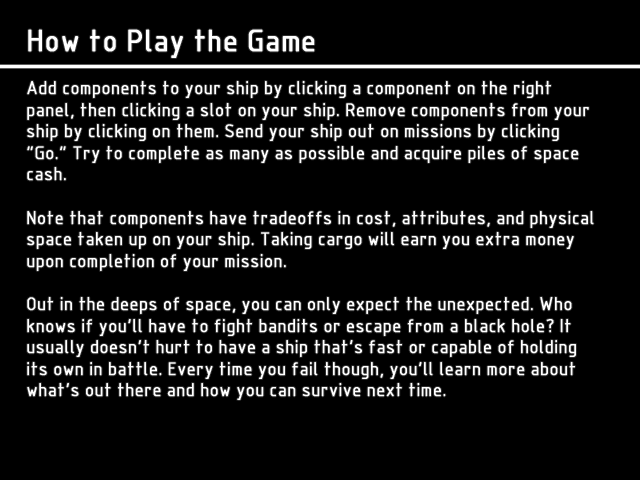 How to Play the Game
Add components to your ship by clicking a component on the right
panel, then clicking a slot on your ship. Remove components from your
ship by clicking on them. Send your ship out on missions by clicking
"Go." Try to complete as many as possible and acquire piles of space
cash.
Note that components have tradeoffs in cost, attributes, and physical
space taken up on your ship. Taking cargo will earn you extra money
upon completion of your mission.
Out in the deeps of space, you can only expect the unexpected. Who
knows if you'll have to fight bandits or escape from a black hole? It
usually doesn't hurt to have a ship that's fast or capable of holding
its own in battle. Every time you fail though, you'll learn more about
what's out there and how you can survive next time.